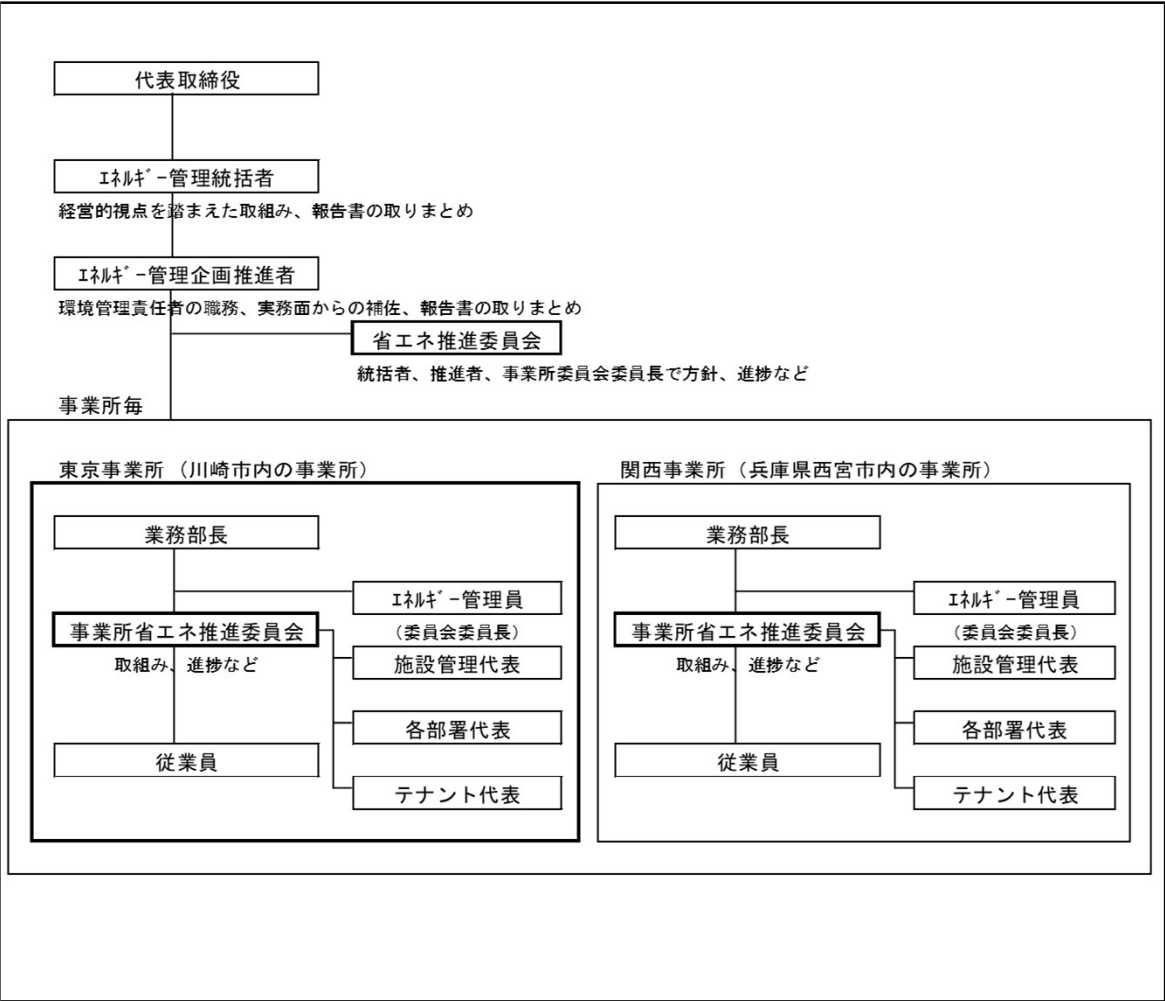 代表取締役
ｴﾈﾙｷﾞｰ管理統括者
経営的視点を踏まえた取組み、報告書の取りまとめ
ｴﾈﾙｷﾞｰ管理企画推進者
環境管理責任者の職務、実務面からの補佐、報告書の取りまとめ
省エネ推進委員会
統括者、推進者、事業所委員会委員長で方針、進捗など
事業所毎
東京事業所（川崎市内の事業所）
業務部長
ｴﾈﾙｷﾞｰ管理員
事業所省エネ推進委員会
（委員会委員長）
取組み、進捗など
施設管理代表
各部署代表
従業員
テナント代表
関西事業所（兵庫県西宮市内の事業所）
業務部長
ｴﾈﾙｷﾞｰ管理員
事業所省エネ推進委員会
（委員会委員長）
取組み、進捗など
施設管理代表
各部署代表
従業員
テナント代表